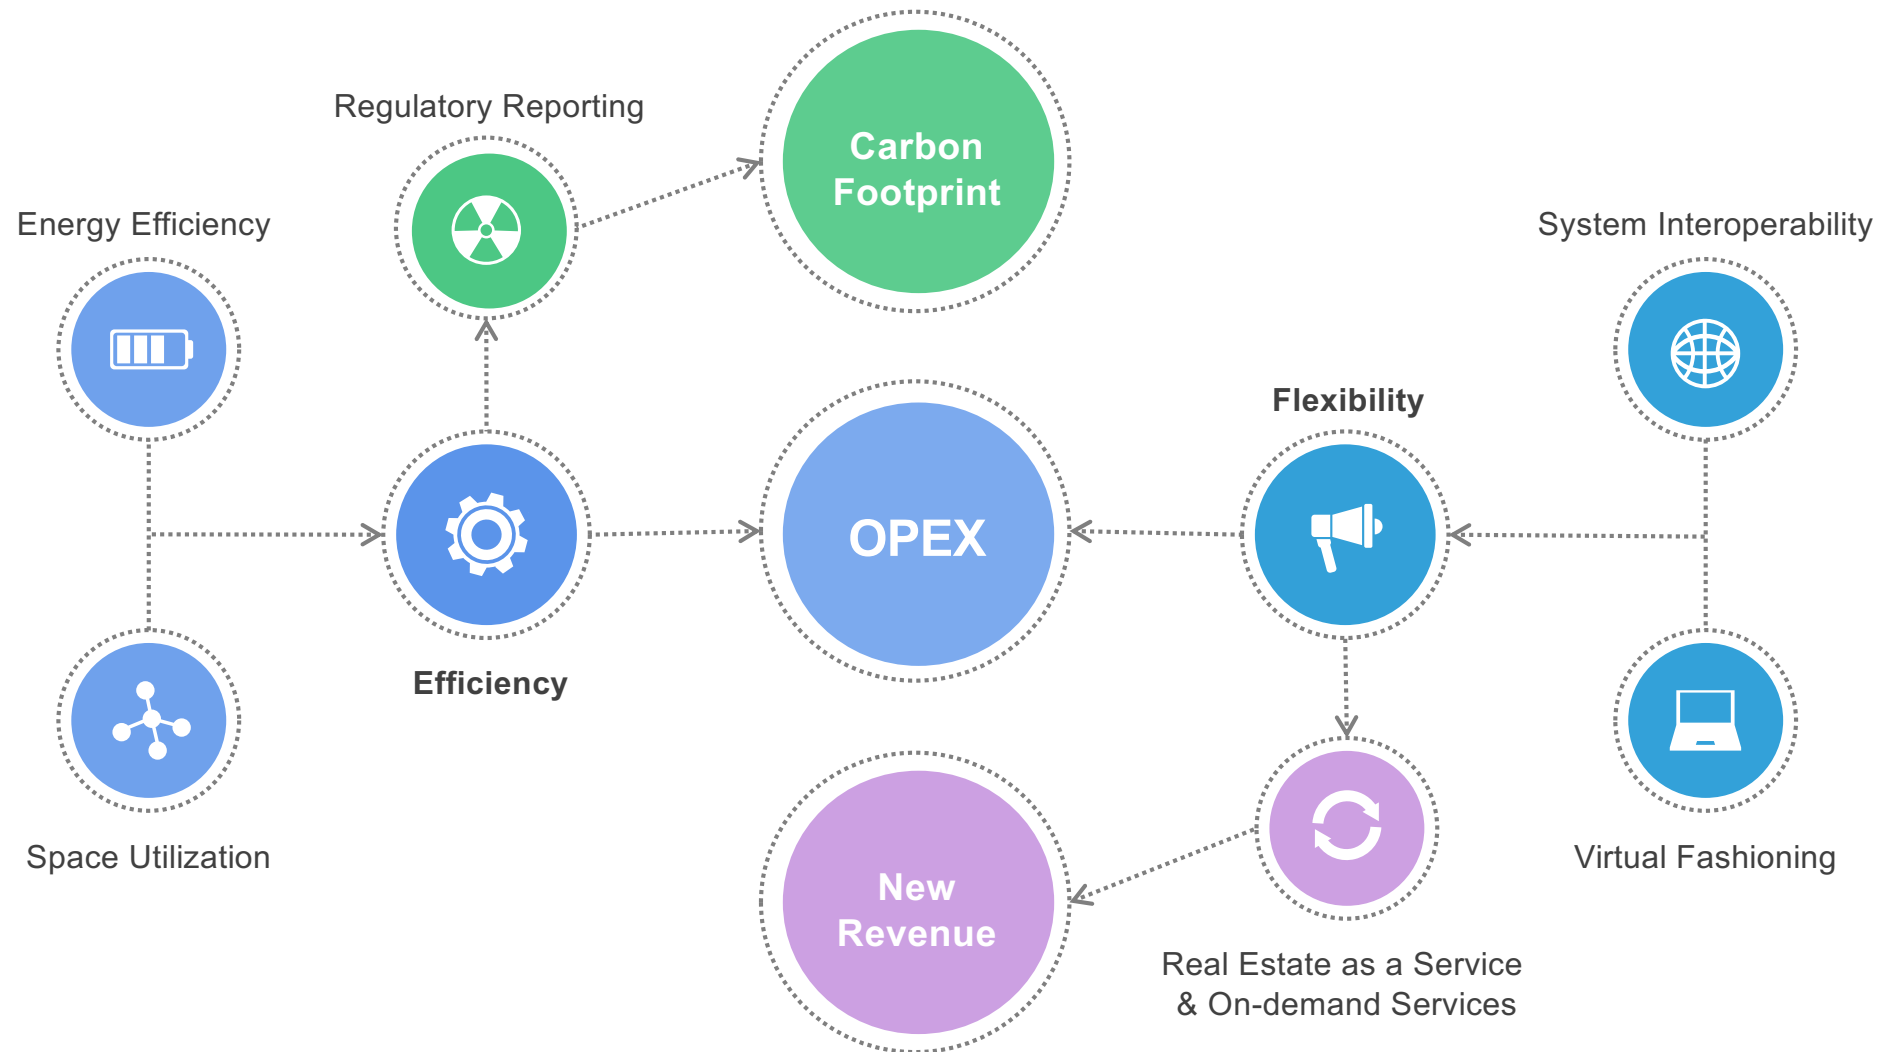 Regulatory Reporting
Carbon
Footprint
Energy Efficiency
System Interoperability
Flexibility
OPEX
Efficiency
Space Utilization
Virtual Fashioning
New
Revenue
Real Estate as a Service
& On-demand Services